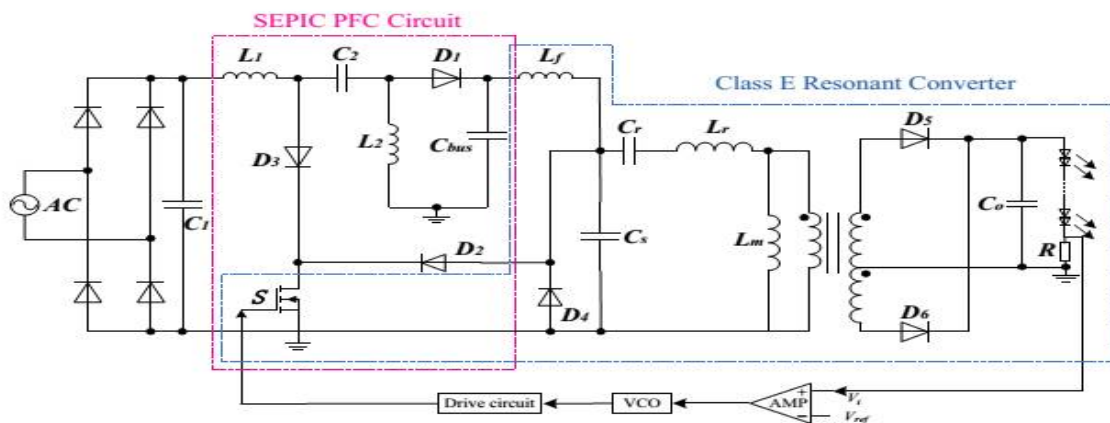 SEPIC PFC Circuit
Class E Resonant Converter
L1
C2
D1
Lf
D3
L2
Cbus
Cr
Lr
D5
AC
C1
D2
Cs
Lm
Co
R
S
D4
D6
Drive circuit
VCO
AMP
+
−
Vi
Vref